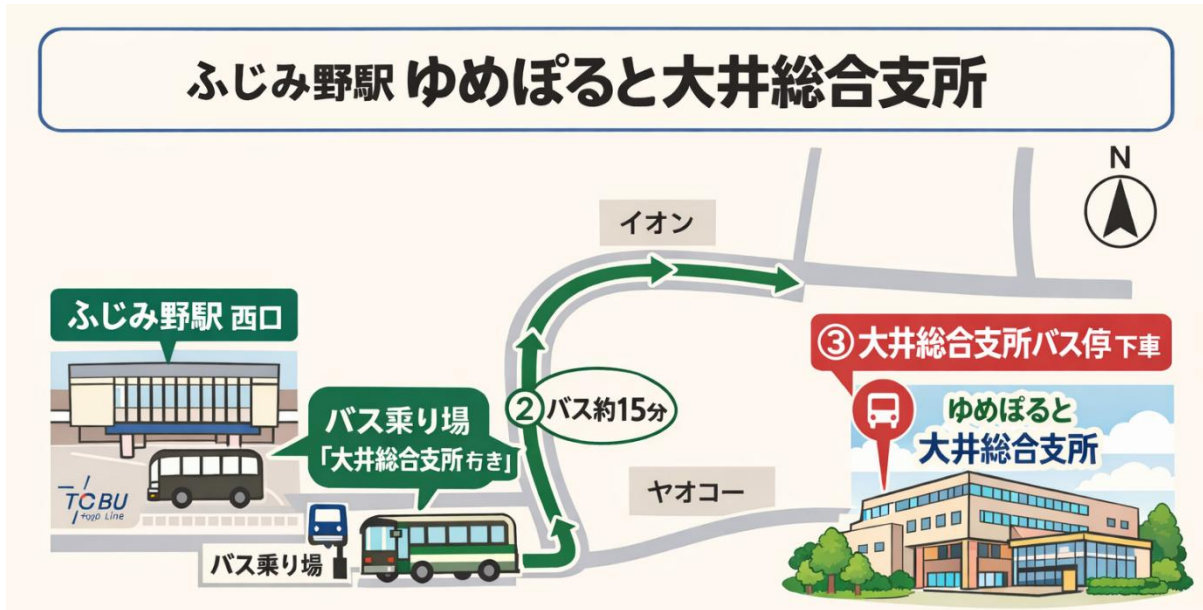 ふじみ野駅 ゆめぽると大井総合支所
N
イオン
ふじみ野駅 西口
③大井総合支所バス停下車
②バス約15分
バス乗り場
「大井総合支所 き」
ゆめぽると
大井総合支所
ヤオコー
TCBU
Line
バス乗り場